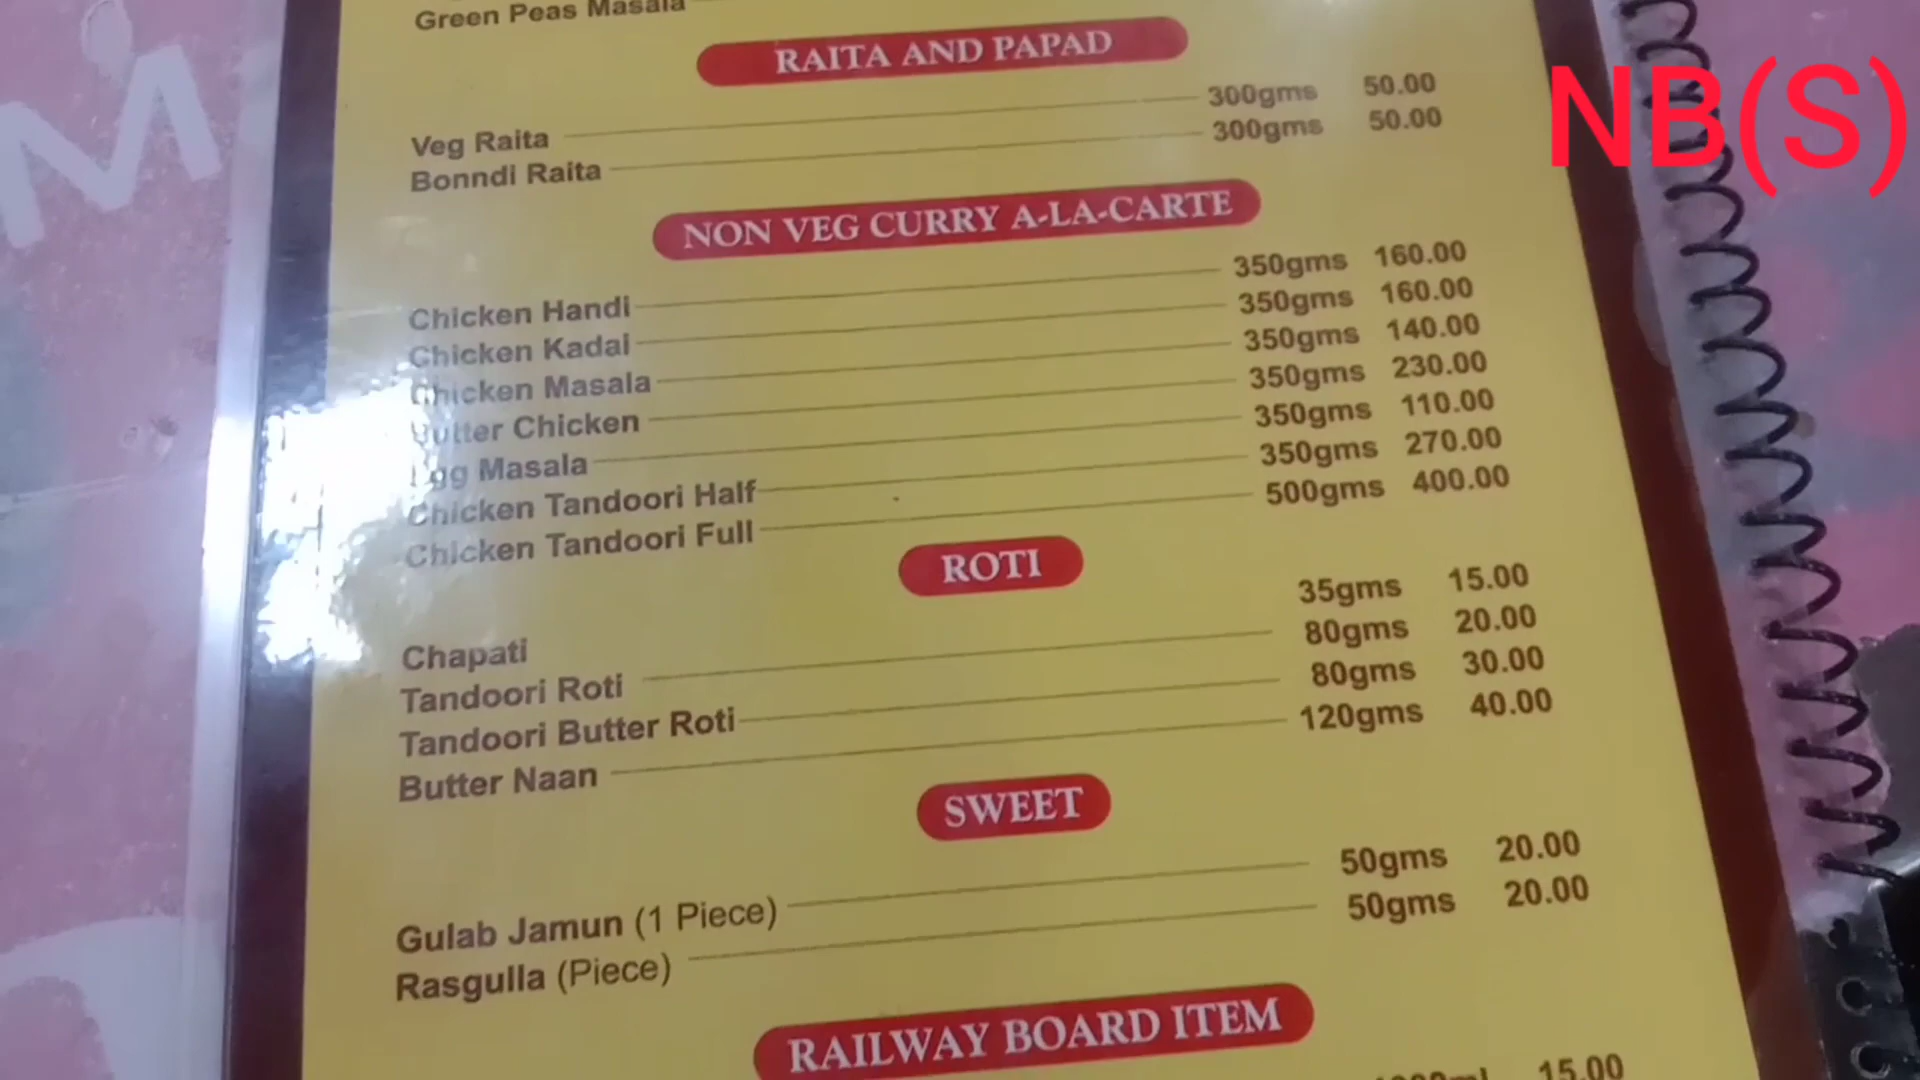 Green Peas Masala
RAITA AND PAPAD
Veg Raita 300gms 50.00
Bonndi Raita 300gms 50.00
NON VEG CURRY A-LA-CARTE
Chicken Handi 350gms 160.00
Chicken Kadai 350gms 160.00
Chicken Masala 350gms 140.00
Butter Chicken 350gms 230.00
Egg Masala 350gms 110.00
Chicken Tandoori Half 350gms 270.00
Chicken Tandoori Full 500gms 400.00
ROTI
Chapati 35gms 15.00
Tandoori Roti 80gms 20.00
Tandoori Butter Roti 80gms 30.00
Butter Naan 120gms 40.00
SWEET
Gulab Jamun (1 Piece) 50gms 20.00
Rasgulla (Piece) 50gms 20.00
RAILWAY BOARD ITEM
15.00
NB(S)